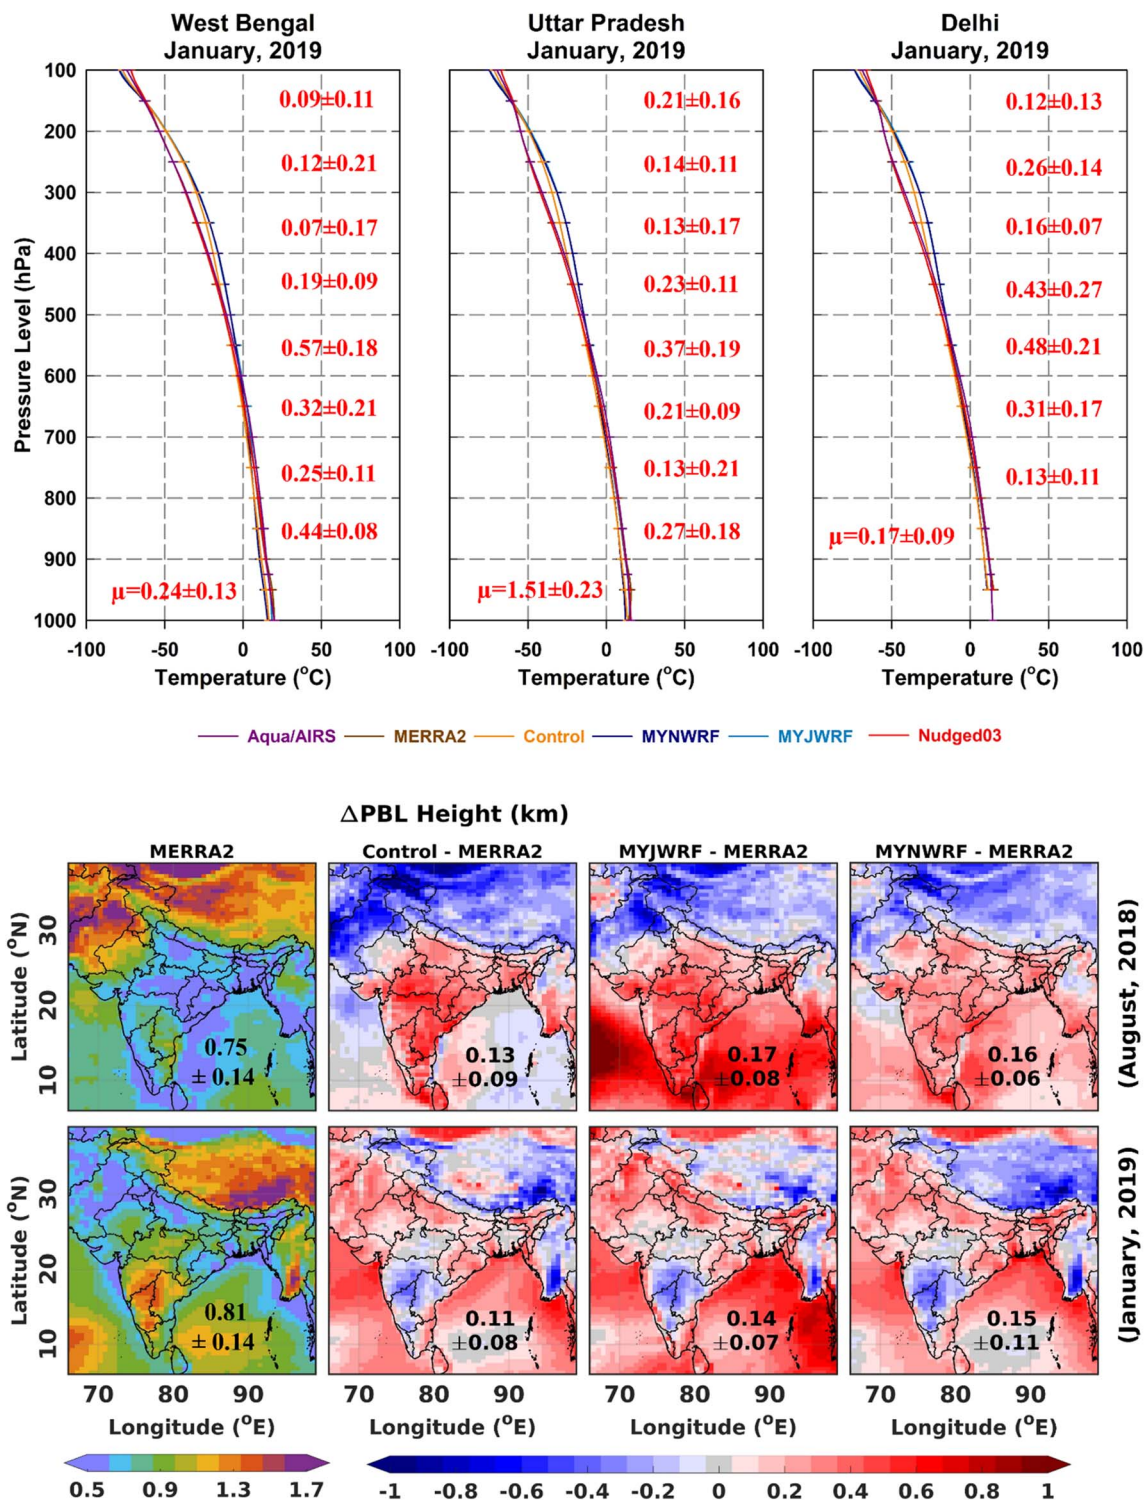 West Bengal
January, 2019
Uttar Pradesh
January, 2019
Delhi
January, 2019
Pressure Level (hPa)
100
200
300
400
500
600
700
800
900
1000
0.09±0.11
0.12±0.21
0.07±0.17
0.19±0.09
0.57±0.18
0.32±0.21
0.25±0.11
0.44±0.08
μ=0.24±0.13
0.21±0.16
0.14±0.11
0.13±0.17
0.23±0.11
0.37±0.19
0.21±0.09
0.13±0.21
0.27±0.18
μ=1.51±0.23
0.12±0.13
0.26±0.14
0.16±0.07
0.43±0.27
0.48±0.21
0.31±0.17
0.13±0.11
μ=0.17±0.09
-100 -50 0 50 100
-100 -50 0 50 100
-100 -50 0 50 100
Temperature (°C)
Temperature (°C)
Temperature (°C)
Aqua/AIRS MERRA2 Control MYNWRF MYJWRF Nudged03
ΔPBL Height (km)
MERRA2
Control - MERRA2
MYJWRF - MERRA2
MYNWRF - MERRA2
Latitude (°N)
30
20
10
0.75
± 0.14
0.13
±0.09
0.17
±0.08
0.16
±0.06
(August, 2018)
Latitude (°N)
30
20
10
0.81
± 0.14
0.11
±0.08
0.14
±0.07
0.15
±0.11
(January, 2019)
70 80 90
70 80 90
70 80 90
70 80 90
Longitude (°E)
Longitude (°E)
Longitude (°E)
Longitude (°E)
0.5 0.9 1.3 1.7
-1 -0.8 -0.6 -0.4 -0.2 0 0.2 0.4 0.6 0.8 1